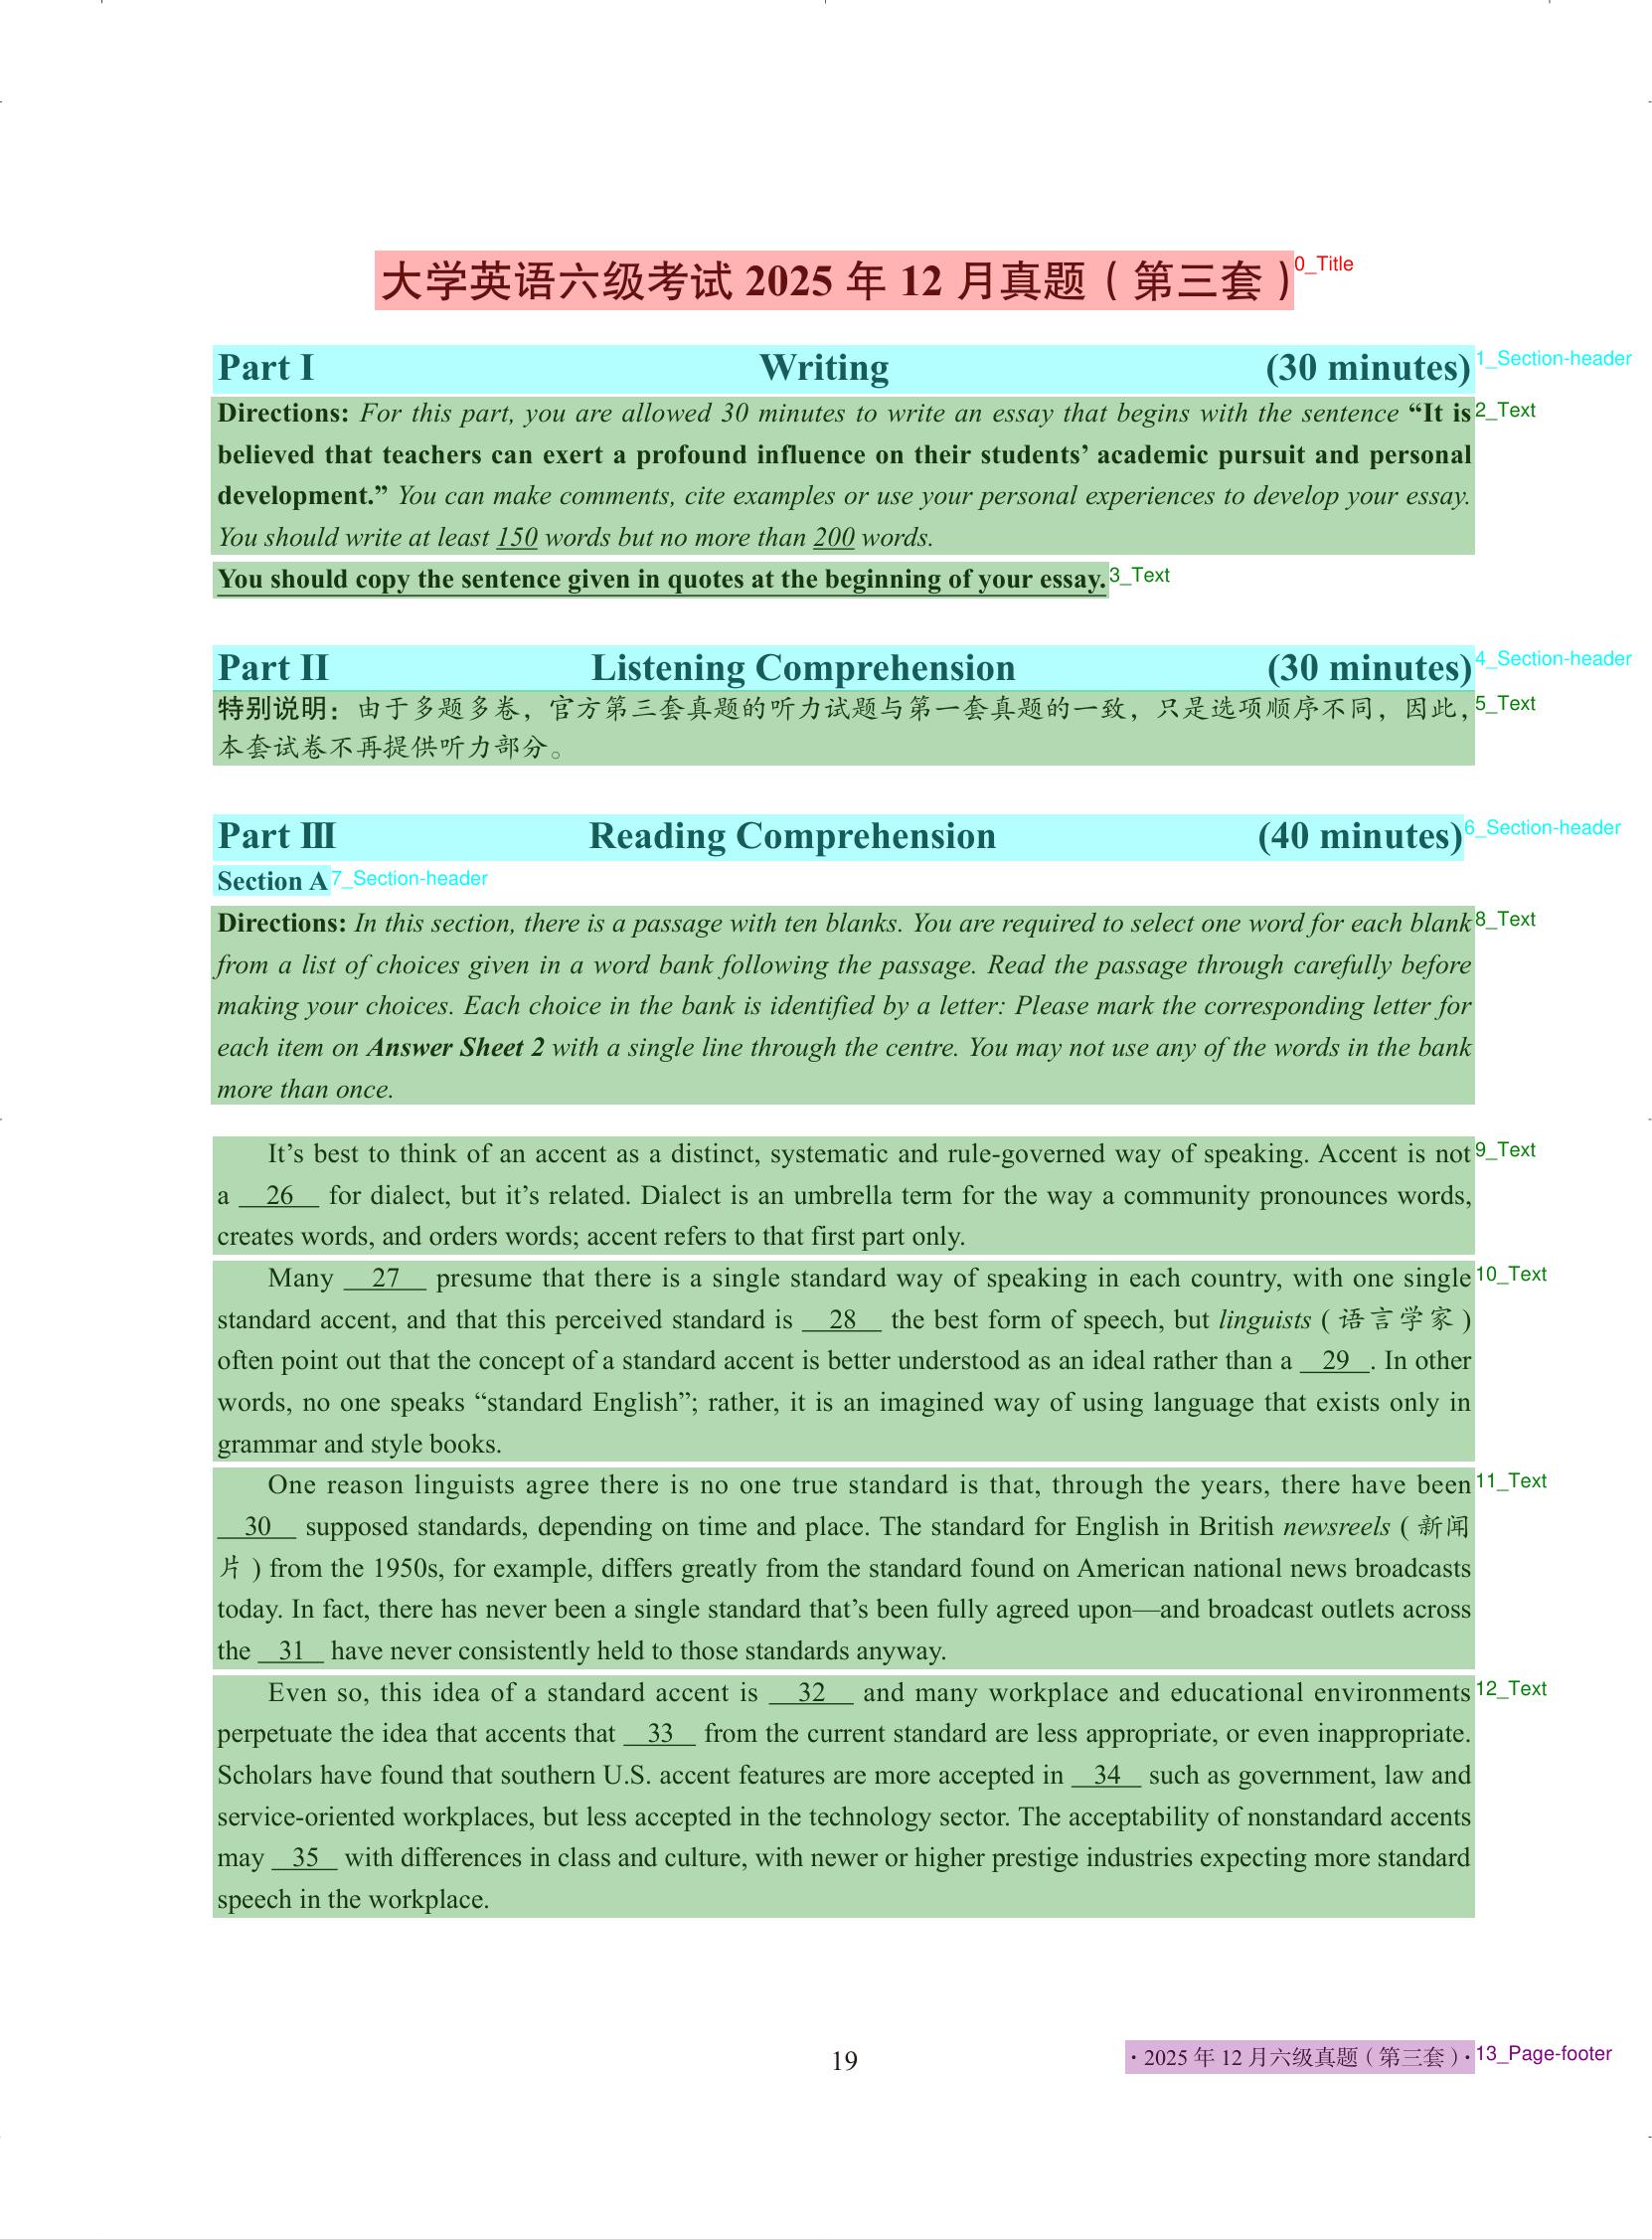 大学英语六级考试 2025 年 12 月真题（第三套）
0_Title
Part I Writing (30 minutes)
1_Section-header
Directions: For this part, you are allowed 30 minutes to write an essay that begins with the sentence “It is
2_Text
believed that teachers can exert a profound influence on their students’ academic pursuit and personal
development.” You can make comments, cite examples or use your personal experiences to develop your essay.
You should write at least 150 words but no more than 200 words.
You should copy the sentence given in quotes at the beginning of your essay.
3_Text
Part II Listening Comprehension (30 minutes)
4_Section-header
特别说明：由于多题多卷，官方第三套真题的听力试题与第一套真题的一致，只是选项顺序不同，因此，
5_Text
本套试卷不再提供听力部分。
Part Ⅲ Reading Comprehension (40 minutes)
6_Section-header
Section A
7_Section-header
Directions: In this section, there is a passage with ten blanks. You are required to select one word for each blank
8_Text
from a list of choices given in a word bank following the passage. Read the passage through carefully before
making your choices. Each choice in the bank is identified by a letter: Please mark the corresponding letter for
each item on Answer Sheet 2 with a single line through the centre. You may not use any of the words in the bank
more than once.
It’s best to think of an accent as a distinct, systematic and rule-governed way of speaking. Accent is not
9_Text
a 26 for dialect, but it’s related. Dialect is an umbrella term for the way a community pronounces words,
creates words, and orders words; accent refers to that first part only.
Many 27 presume that there is a single standard way of speaking in each country, with one single
10_Text
standard accent, and that this perceived standard is 28 the best form of speech, but linguists（语言学家）
often point out that the concept of a standard accent is better understood as an ideal rather than a 29 . In other
words, no one speaks “standard English”; rather, it is an imagined way of using language that exists only in
grammar and style books.
One reason linguists agree there is no one true standard is that, through the years, there have been
11_Text
30 supposed standards, depending on time and place. The standard for English in British newsreels（新闻
片）from the 1950s, for example, differs greatly from the standard found on American national news broadcasts
today. In fact, there has never been a single standard that’s been fully agreed upon—and broadcast outlets across
the 31 have never consistently held to those standards anyway.
Even so, this idea of a standard accent is 32 and many workplace and educational environments
12_Text
perpetuate the idea that accents that 33 from the current standard are less appropriate, or even inappropriate.
Scholars have found that southern U.S. accent features are more accepted in 34 such as government, law and
service-oriented workplaces, but less accepted in the technology sector. The acceptability of nonstandard accents
may 35 with differences in class and culture, with newer or higher prestige industries expecting more standard
speech in the workplace.
19
· 2025 年 12 月六级真题（第三套）·
13_Page-footer